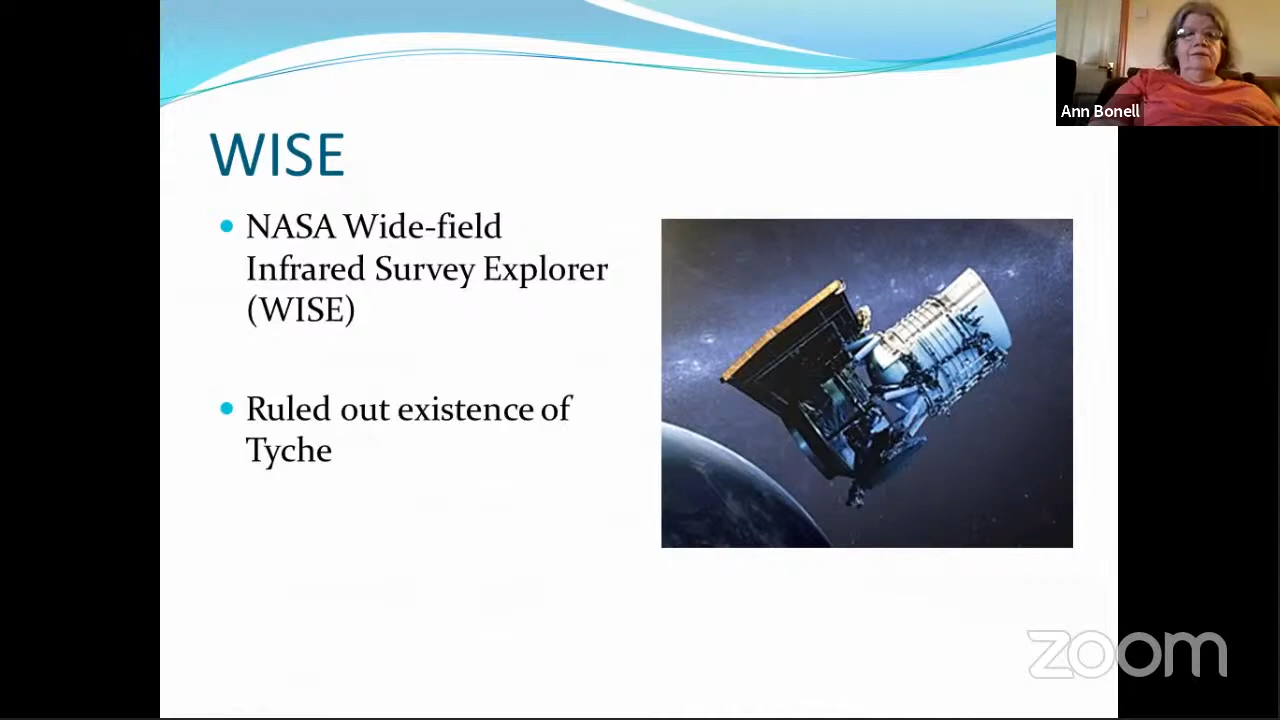 Ann Bonell
WISE
NASA Wide-field
Infrared Survey Explorer
(WISE)
Ruled out existence of
Tyche
zoom